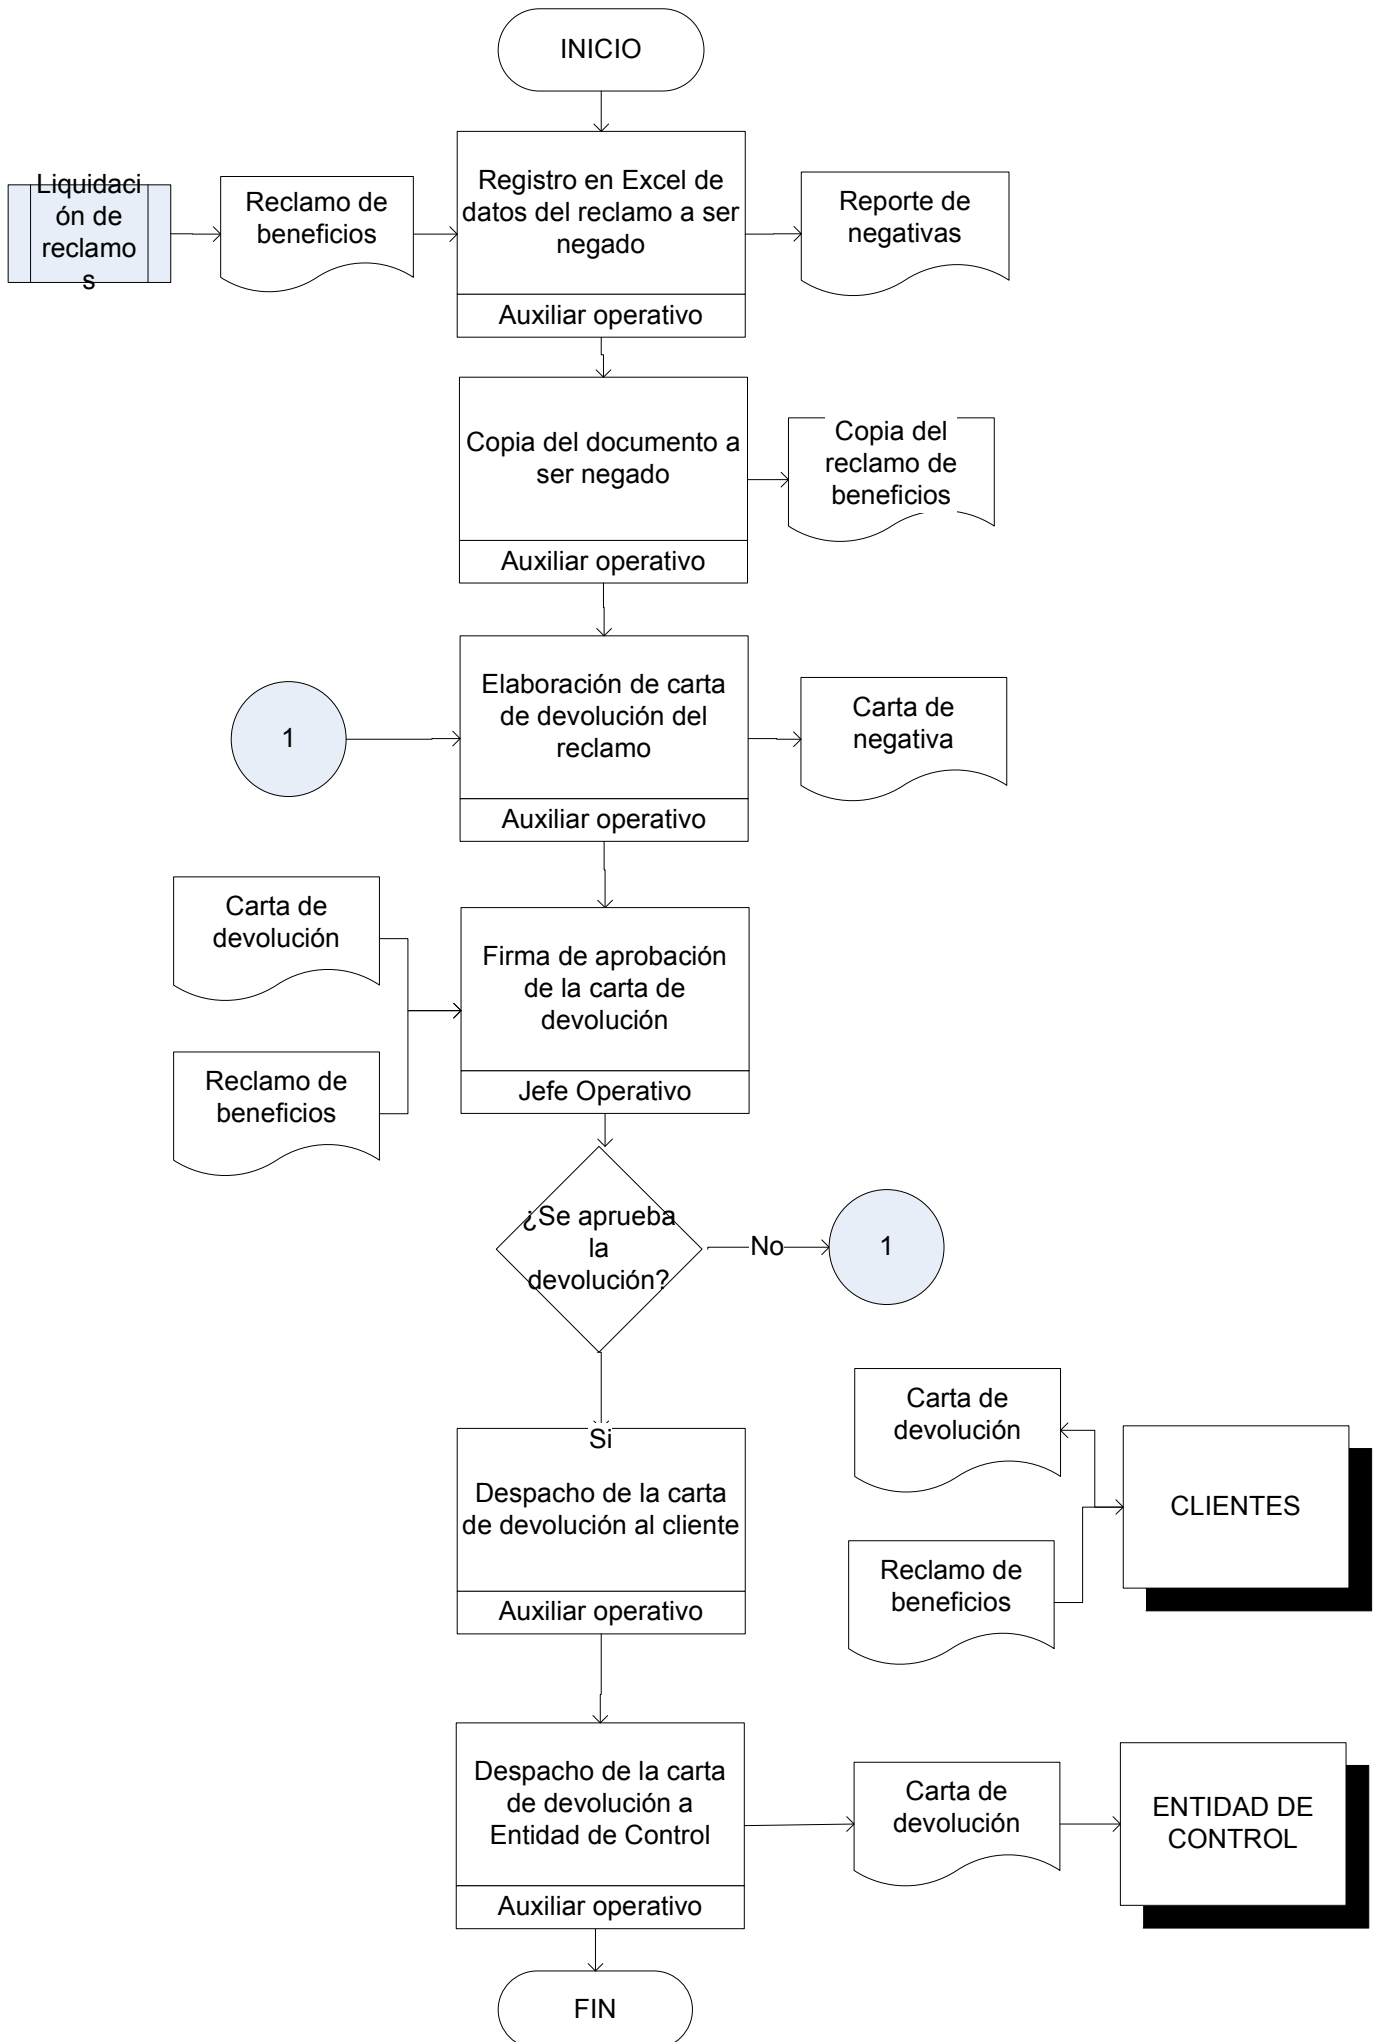 INICIO
Liquidaci
ón de
reclamo
s
Reclamo de
beneficios
Registro en Excel de
datos del reclamo a ser
negado
Auxiliar operativo
Reporte de
negativas
Copia del documento a
ser negado
Auxiliar operativo
Copia del
reclamo de
beneficios
1
Elaboración de carta
de devolución del
reclamo
Auxiliar operativo
Carta de
negativa
Carta de
devolución
Reclamo de
beneficios
Firma de aprobación
de la carta de
devolución
Jefe Operativo
¿Se aprueba
la
devolución?
No
1
Si
Despacho de la carta
de devolución al cliente
Auxiliar operativo
Carta de
devolución
Reclamo de
beneficios
CLIENTES
Despacho de la carta
de devolución a
Entidad de Control
Auxiliar operativo
Carta de
devolución
ENTIDAD DE
CONTROL
FIN